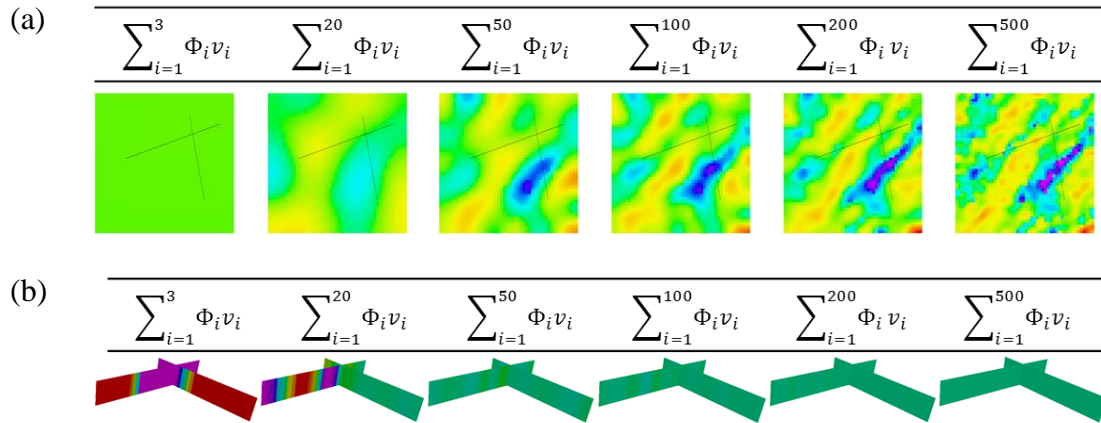 (a)
∑_{i=1}^{3} Φ_i v_i ∑_{i=1}^{20} Φ_i v_i ∑_{i=1}^{50} Φ_i v_i ∑_{i=1}^{100} Φ_i v_i ∑_{i=1}^{200} Φ_i v_i ∑_{i=1}^{500} Φ_i v_i
(b)
∑_{i=1}^{3} Φ_i v_i ∑_{i=1}^{20} Φ_i v_i ∑_{i=1}^{50} Φ_i v_i ∑_{i=1}^{100} Φ_i v_i ∑_{i=1}^{200} Φ_i v_i ∑_{i=1}^{500} Φ_i v_i